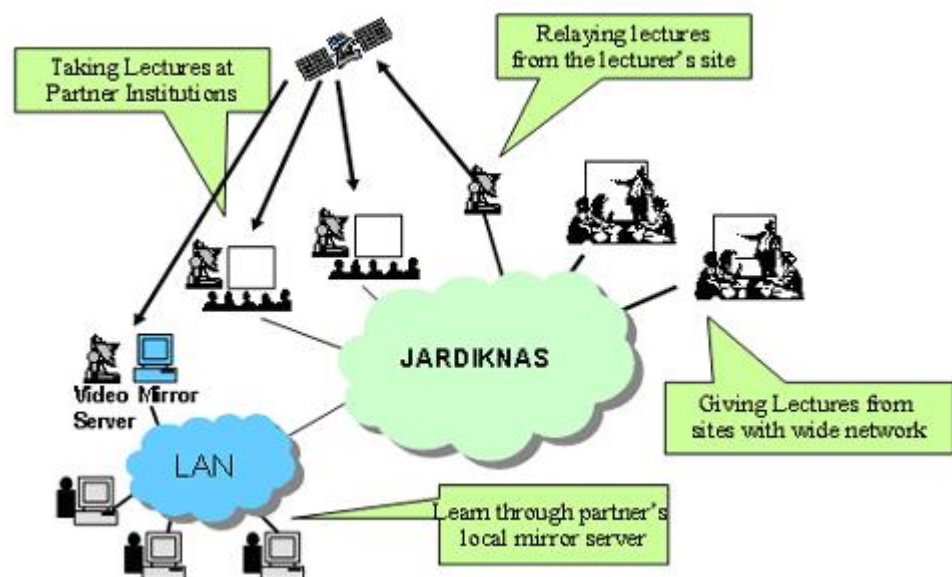 Taking Lectures at
Partner Institutions
Relaying lectures
from the lecturer's site
JARDIKNAS
Video Mirror
Server
Giving Lectures from
sites with wide network
LAN
Learn through partner's
local mirror server